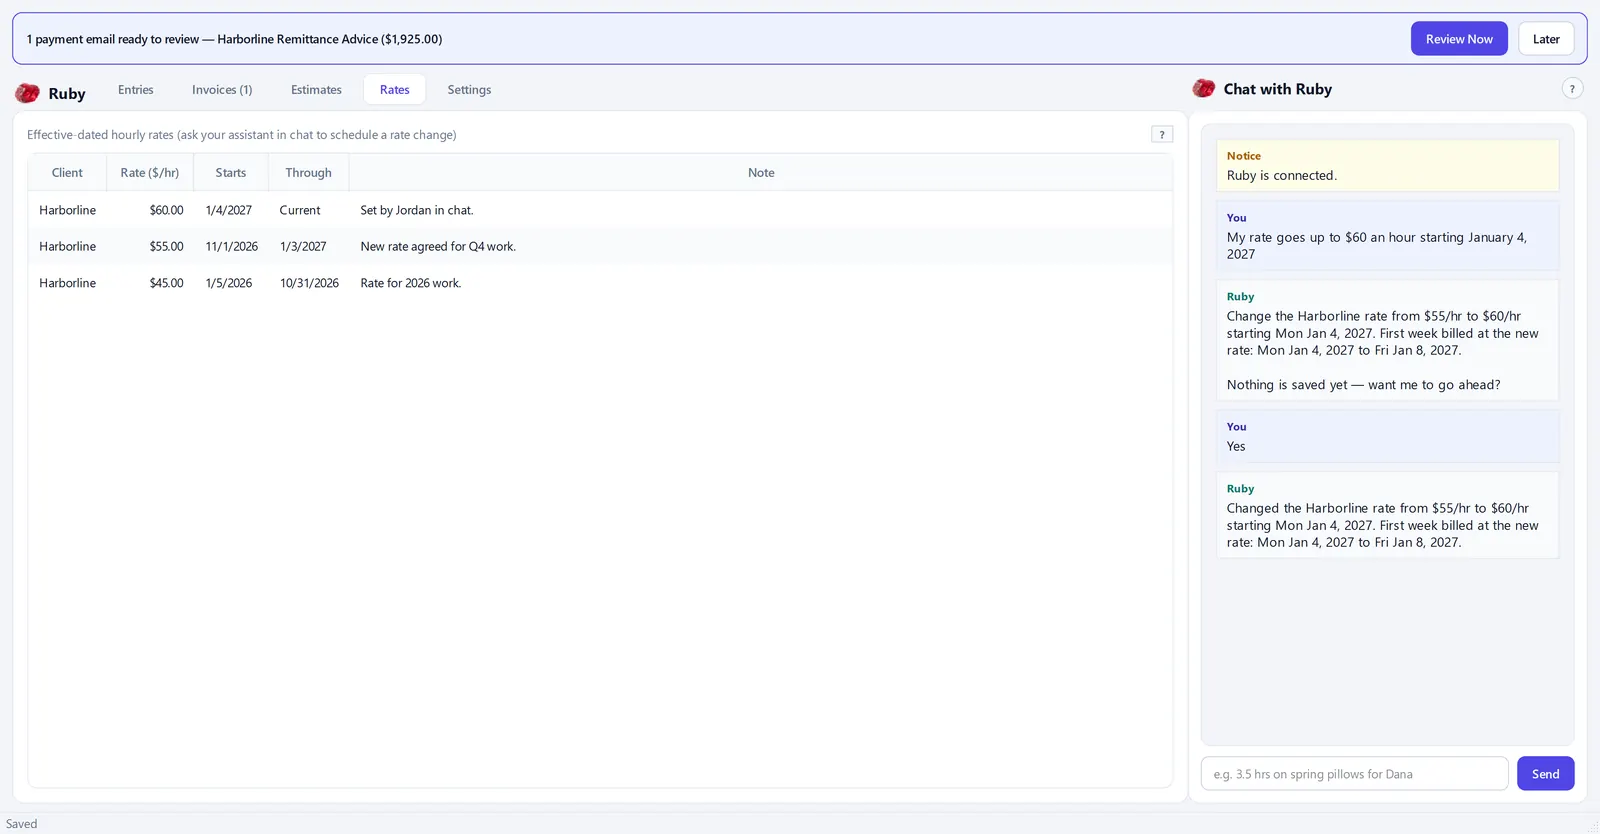 1 payment email ready to review — Harborline Remittance Advice ($1,925.00)
Review Now
Later
Ruby
Entries
Invoices (1)
Estimates
Rates
Settings
Effective-dated hourly rates (ask your assistant in chat to schedule a rate change)
?
Client Rate ($/hr) Starts Through Note
Harborline $60.00 1/4/2027 Current Set by Jordan in chat.
Harborline $55.00 11/1/2026 1/3/2027 New rate agreed for Q4 work.
Harborline $45.00 1/5/2026 10/31/2026 Rate for 2026 work.
Chat with Ruby
?
Notice
Ruby is connected.
You
My rate goes up to $60 an hour starting January 4,
2027
Ruby
Change the Harborline rate from $55/hr to $60/hr
starting Mon Jan 4, 2027. First week billed at the new
rate: Mon Jan 4, 2027 to Fri Jan 8, 2027.
Nothing is saved yet — want me to go ahead?
You
Yes
Ruby
Changed the Harborline rate from $55/hr to $60/hr
starting Mon Jan 4, 2027. First week billed at the new
rate: Mon Jan 4, 2027 to Fri Jan 8, 2027.
e.g. 3.5 hrs on spring pillows for Dana
Send
Saved